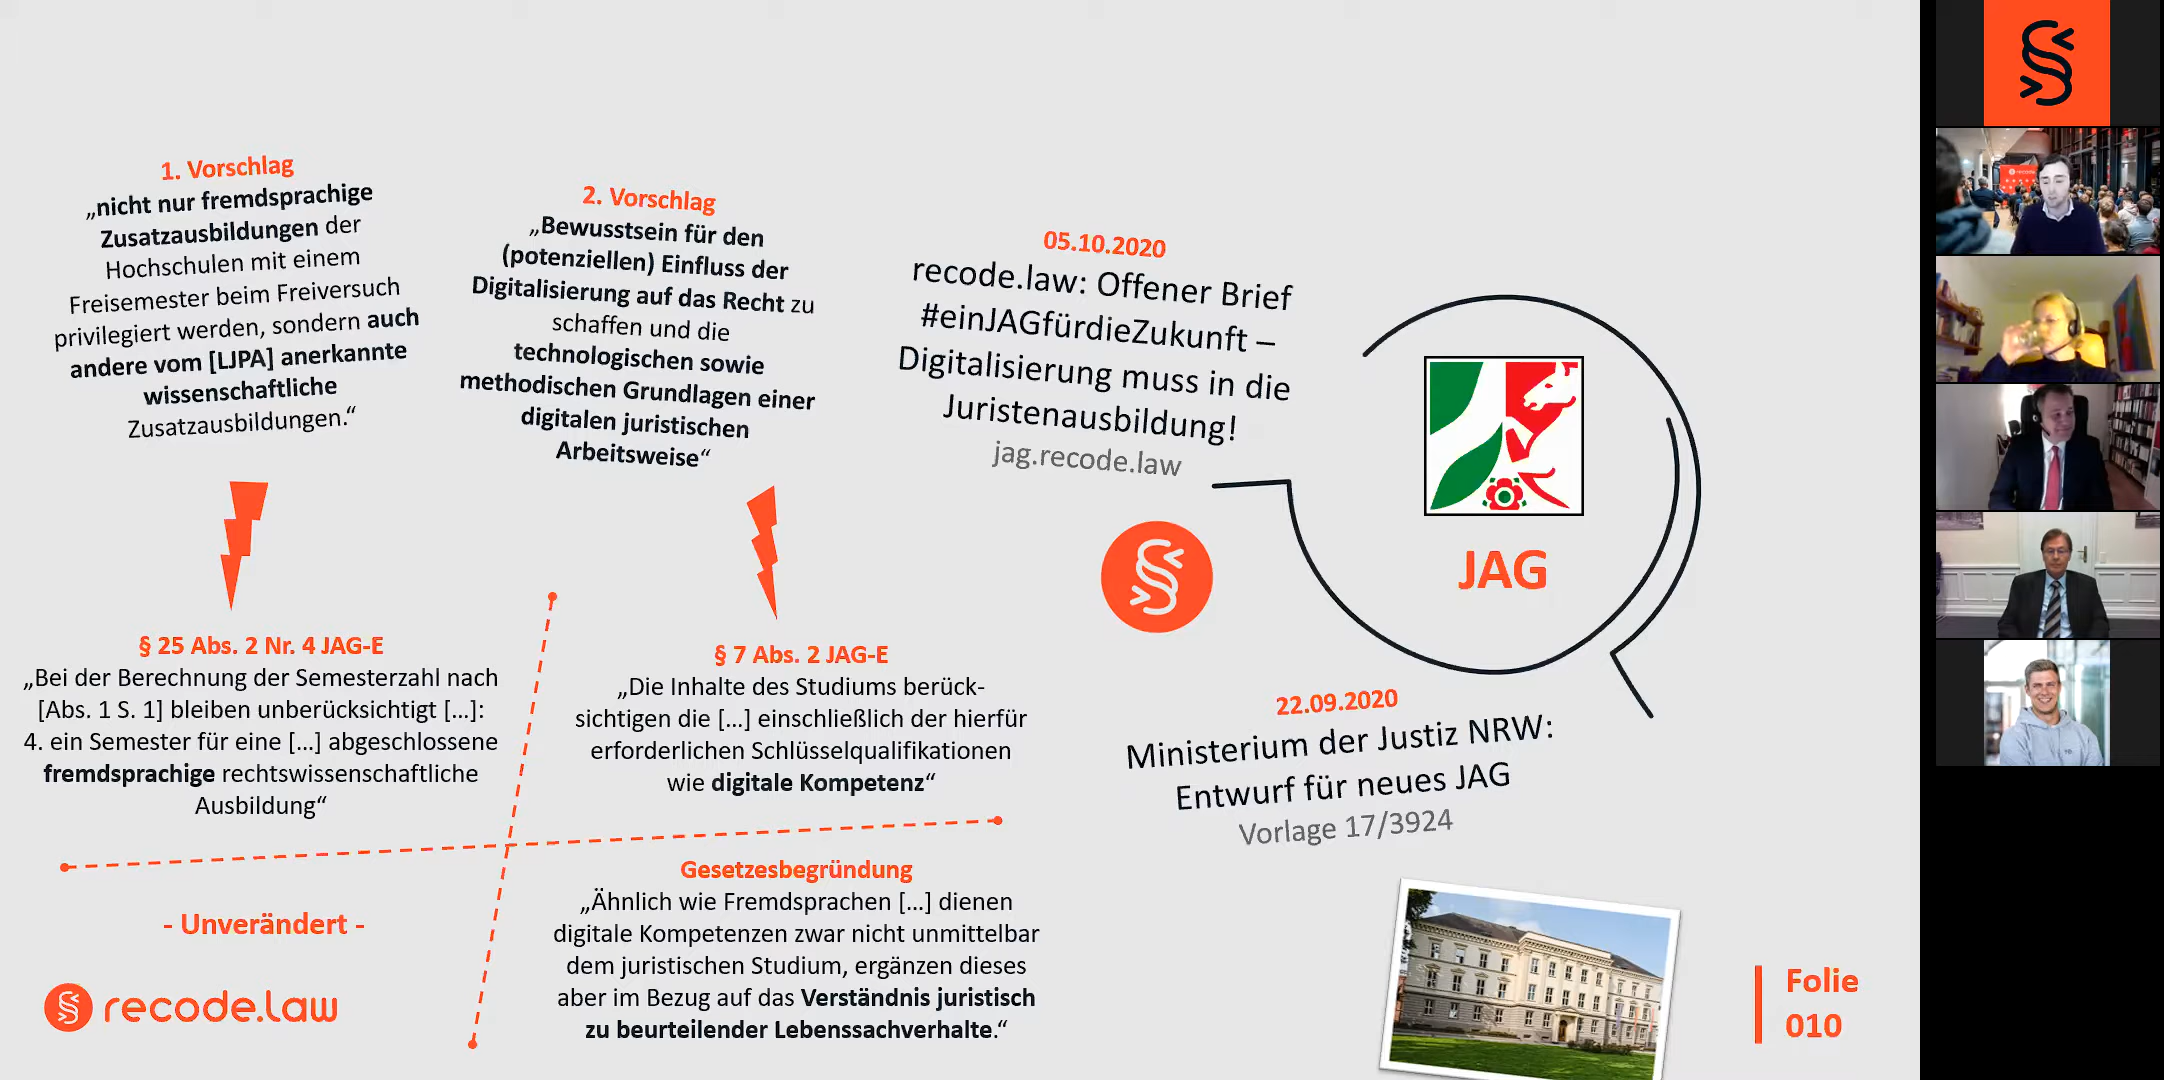 1. Vorschlag
„nicht nur fremdsprachige
Zusatzausbildungen der
Hochschulen mit einem
Freisemester beim Freiversuch
privilegiert werden, sondern auch
andere vom [LJPA] anerkannte
wissenschaftliche
Zusatzausbildungen.“
2. Vorschlag
„Bewusstsein für den
(potenziellen) Einfluss der
Digitalisierung auf das Recht zu
schaffen und die
technologischen sowie
methodischen Grundlagen einer
digitalen juristischen
Arbeitsweise“
05.10.2020
recode.law: Offener Brief
#einJAGfürdieZukunft –
Digitalisierung muss in die
Juristenausbildung!
jag.recode.law
JAG
§ 25 Abs. 2 Nr. 4 JAG-E
„Bei der Berechnung der Semesterzahl nach
[Abs. 1 S. 1] bleiben unberücksichtigt [...]:
4. ein Semester für eine [...] abgeschlossene
fremdsprachige rechtswissenschaftliche
Ausbildung“
§ 7 Abs. 2 JAG-E
„Die Inhalte des Studiums berück-
sichtigen die [...] einschließlich der hierfür
erforderlichen Schlüsselqualifikationen
wie digitale Kompetenz“
22.09.2020
Ministerium der Justiz NRW:
Entwurf für neues JAG
Vorlage 17/3924
- Unverändert -
Gesetzesbegründung
„Ähnlich wie Fremdsprachen [...] dienen
digitale Kompetenzen zwar nicht unmittelbar
dem juristischen Studium, ergänzen dieses
aber im Bezug auf das Verständnis juristisch
zu beurteilender Lebenssachverhalte.“
recode.law
Folie
010